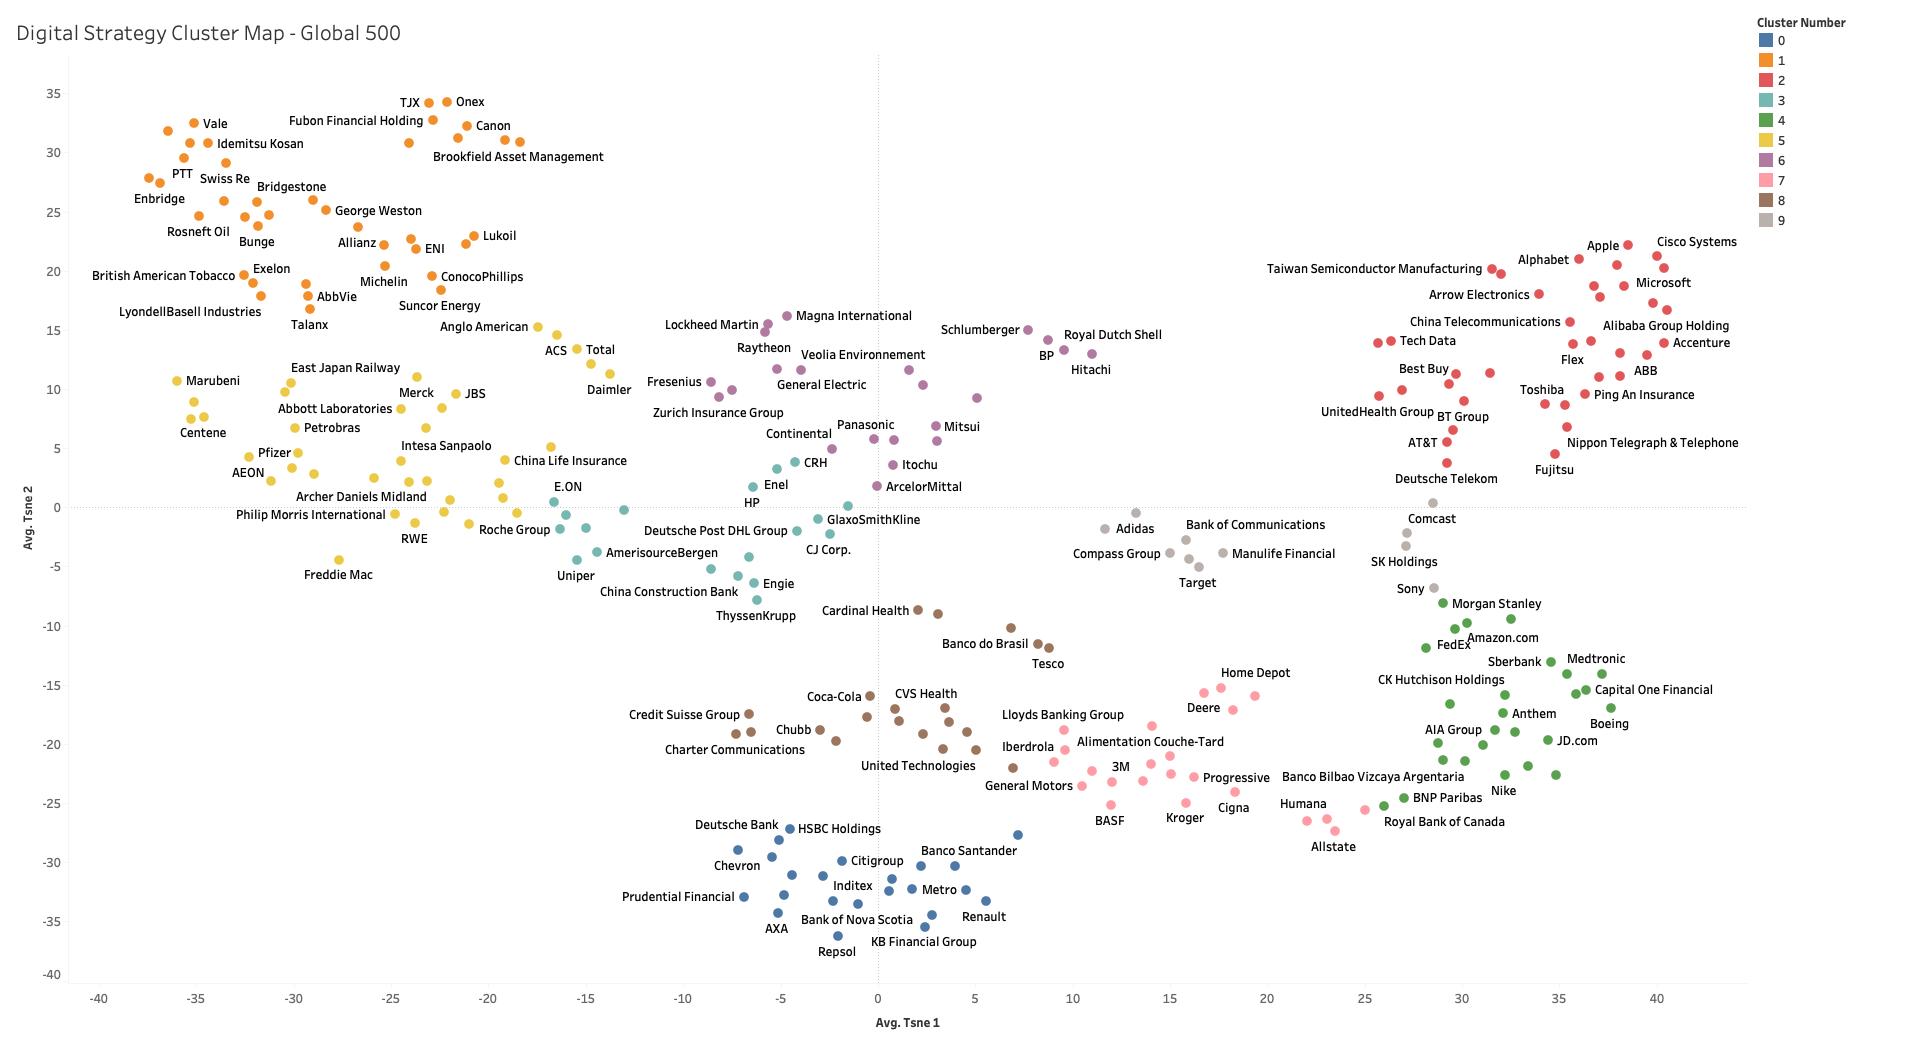 Digital Strategy Cluster Map - Global 500
Cluster Number
0
1
2
3
4
5
6
7
8
9
35
30
25
20
15
10
5
0
-5
-10
-15
-20
-25
-30
-35
-40
Avg. Tsne 2
TJX
Onex
Fubon Financial Holding
Vale
Canon
Idemitsu Kosan
Brookfield Asset Management
PTT
Swiss Re
Bridgestone
Enbridge
George Weston
Rosneft Oil
Lukoil
Bunge
Allianz
ENI
Exelon
British American Tobacco
ConocoPhillips
Michelin
AbbVie
Suncor Energy
LyondellBasell Industries
Talanx
Anglo American
ACS
Total
East Japan Railway
Marubeni
Daimler
Merck
JBS
Abbott Laboratories
Petrobras
Centene
Intesa Sanpaolo
Pfizer
China Life Insurance
AEON
E.ON
Archer Daniels Midland
Philip Morris International
Roche Group
RWE
Freddie Mac
Uniper
AmerisourceBergen
Magna International
Lockheed Martin
Raytheon
Veolia Environnement
Fresenius
General Electric
Zurich Insurance Group
Panasonic
Mitsui
Continental
CRH
Itochu
Enel
ArcelorMittal
HP
GlaxoSmithKline
Deutsche Post DHL Group
CJ Corp.
Engie
China Construction Bank
ThyssenKrupp
Schlumberger
Royal Dutch Shell
BP
Hitachi
Apple
Cisco Systems
Alphabet
Taiwan Semiconductor Manufacturing
Microsoft
Arrow Electronics
China Telecommunications
Alibaba Group Holding
Tech Data
Accenture
Flex
Best Buy
ABB
Toshiba
Ping An Insurance
UnitedHealth Group
BT Group
AT&T
Nippon Telegraph & Telephone
Fujitsu
Deutsche Telekom
Comcast
Bank of Communications
Adidas
Compass Group
Manulife Financial
SK Holdings
Target
Sony
Morgan Stanley
Cardinal Health
Amazon.com
FedEx
Banco do Brasil
Tesco
Sberbank
Medtronic
Home Depot
CK Hutchison Holdings
Capital One Financial
Coca-Cola
CVS Health
Deere
Credit Suisse Group
Lloyds Banking Group
Anthem
Boeing
Chubb
AIA Group
JD.com
Charter Communications
Iberdrola
Alimentation Couche-Tard
United Technologies
3M
General Motors
Progressive
Banco Bilbao Vizcaya Argentaria
Nike
BNP Paribas
Humana
Cigna
Kroger
BASF
Royal Bank of Canada
Allstate
Deutsche Bank
HSBC Holdings
Banco Santander
Chevron
Citigroup
Inditex
Metro
Prudential Financial
Bank of Nova Scotia
Renault
AXA
KB Financial Group
Repsol
-40
-35
-30
-25
-20
-15
-10
-5
0
5
10
15
20
25
30
35
40
Avg. Tsne 1